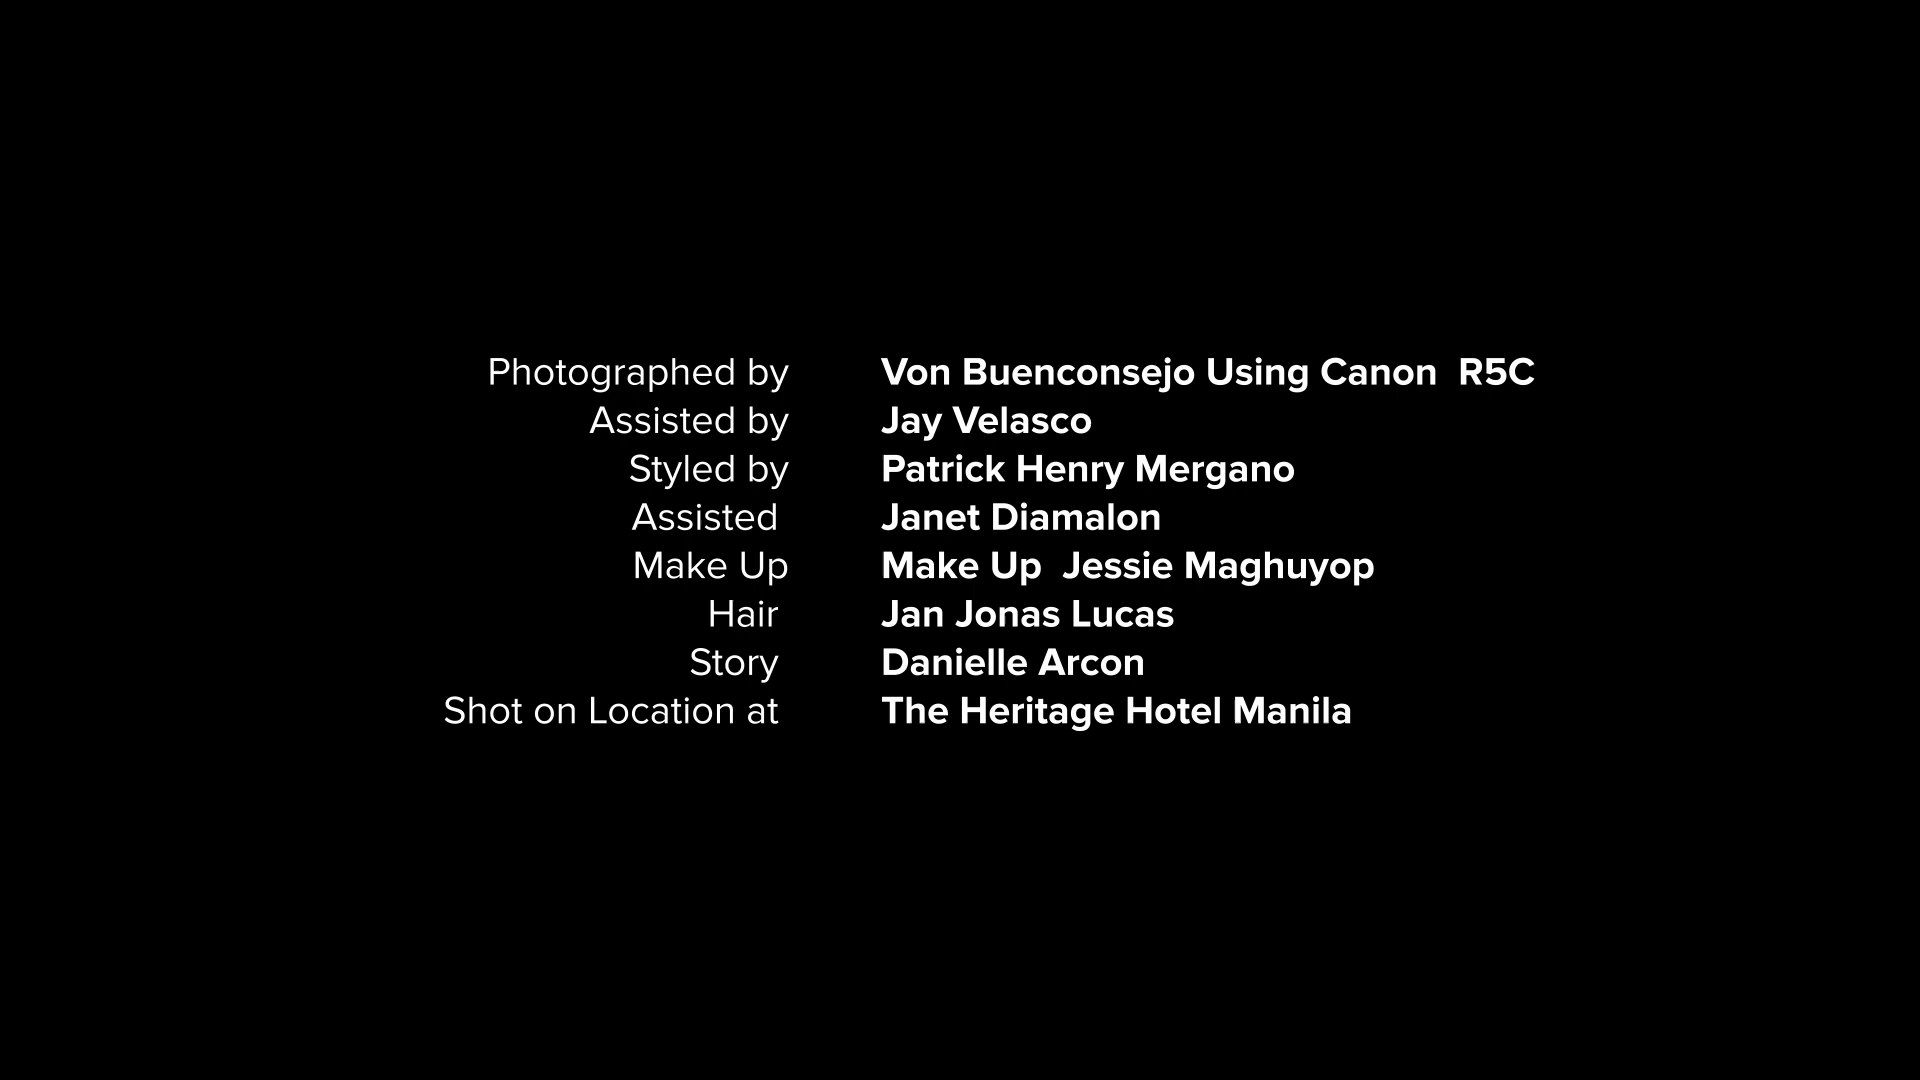 Photographed by Von Buenconsejo Using Canon R5C
Assisted by Jay Velasco
Styled by Patrick Henry Mergano
Assisted Janet Diamalon
Make Up Make Up Jessie Maghuyop
Hair Jan Jonas Lucas
Story Danielle Arcon
Shot on Location at The Heritage Hotel Manila